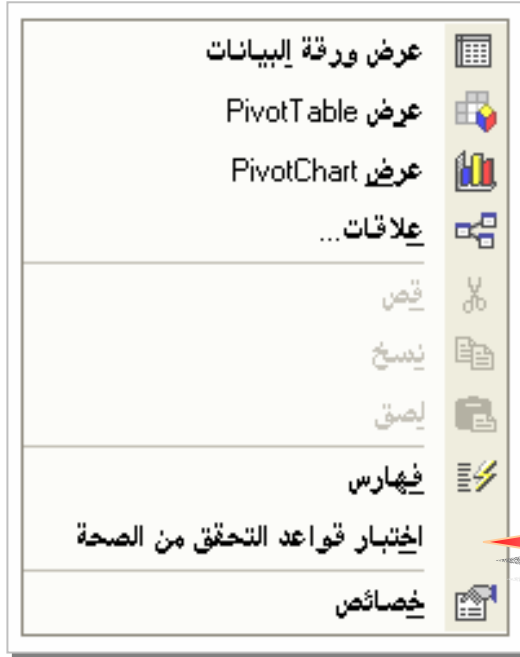 عرض ورقة البيانات
عرض PivotTable
عرض PivotChart
علاقات...
قص
نسخ
لصق
فهارس
اختبار قواعد التحقق من الصحة
خصائص